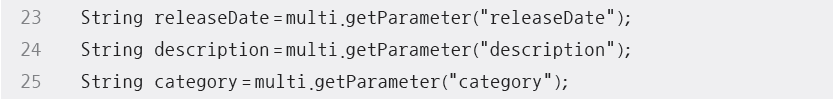 23 String releaseDate=multi.getParameter("releaseDate");
24 String description=multi.getParameter("description");
25 String category=multi.getParameter("category");